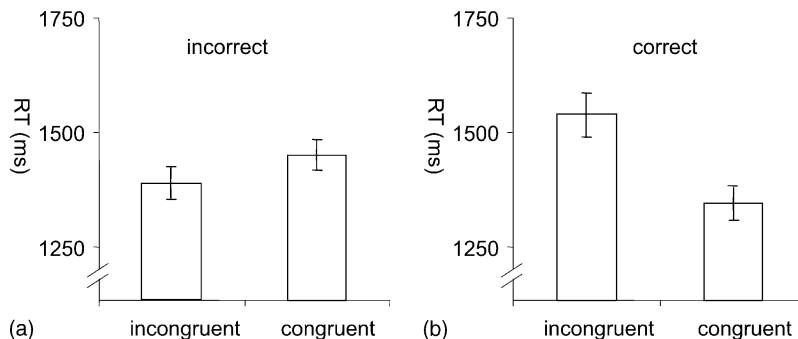 1750
incorrect
RT (ms)
1500
1250
(a)
incongruent
congruent
1750
correct
RT (ms)
1500
1250
(b)
incongruent
congruent